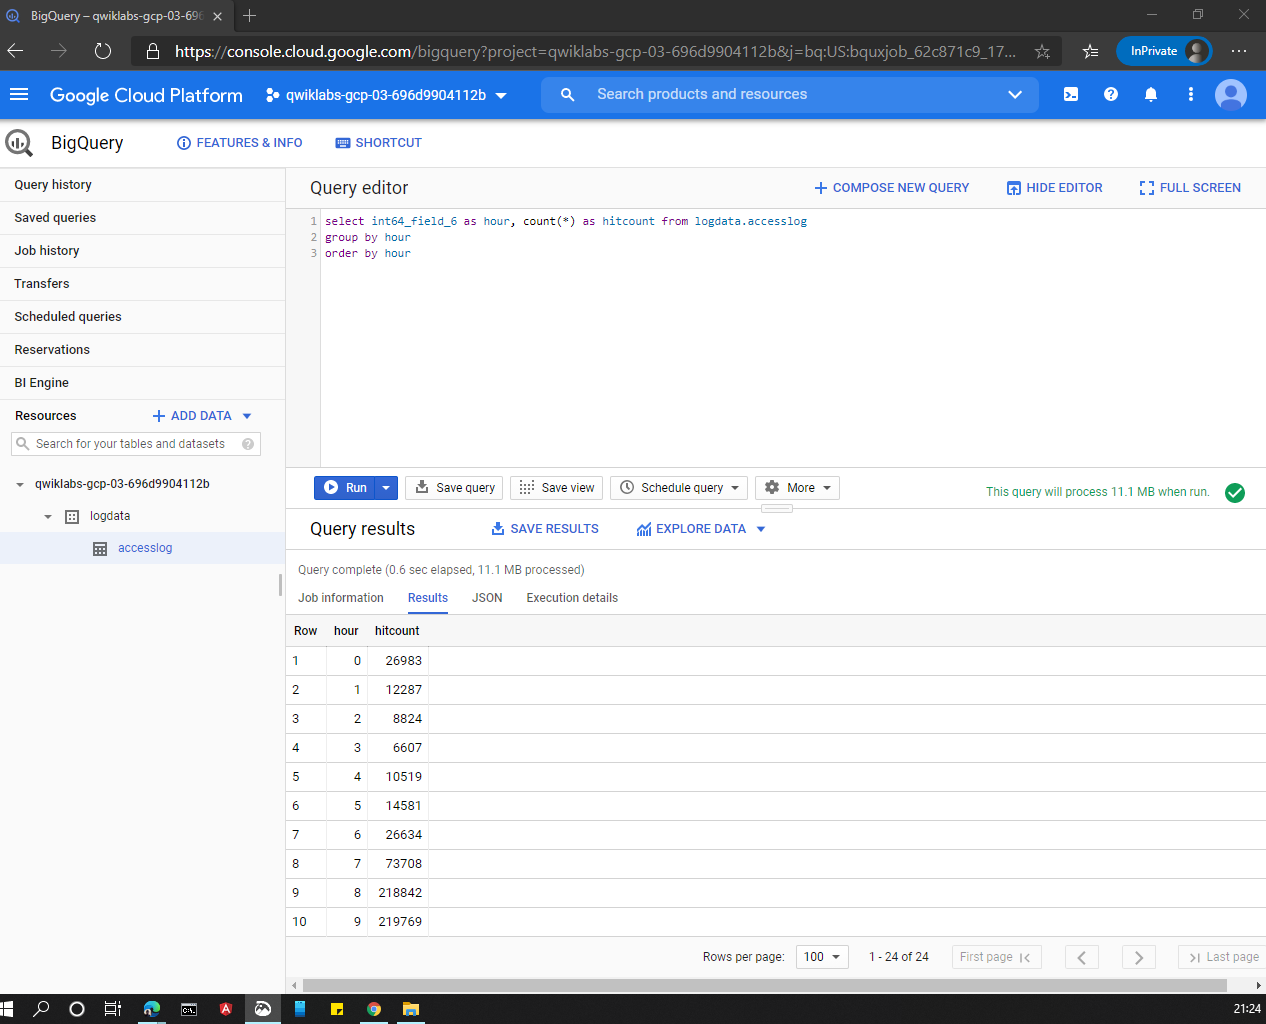 BigQuery – qwiklabs-gcp-03-696
https://console.cloud.google.com/bigquery?project=qwiklabs-gcp-03-696d9904112b&j=bq:US:bquxjob_62c871c9_17...
InPrivate
Google Cloud Platform
qwiklabs-gcp-03-696d9904112b
Search products and resources
BigQuery
FEATURES & INFO
SHORTCUT
Query history
Saved queries
Job history
Transfers
Scheduled queries
Reservations
BI Engine
Resources
ADD DATA
Search for your tables and datasets
qwiklabs-gcp-03-696d9904112b
logdata
accesslog
Query editor
COMPOSE NEW QUERY
HIDE EDITOR
FULL SCREEN
1 select int64_field_6 as hour, count(*) as hitcount from logdata.accesslog
2 group by hour
3 order by hour
Run
Save query
Save view
Schedule query
More
This query will process 11.1 MB when run.
Query results
SAVE RESULTS
EXPLORE DATA
Query complete (0.6 sec elapsed, 11.1 MB processed)
Job information Results JSON Execution details
Row hour hitcount
1 0 26983
2 1 12287
3 2 8824
4 3 6607
5 4 10519
6 5 14581
7 6 26634
8 7 73708
9 8 218842
10 9 219769
Rows per page: 100 1 - 24 of 24 First page Last page
21:24